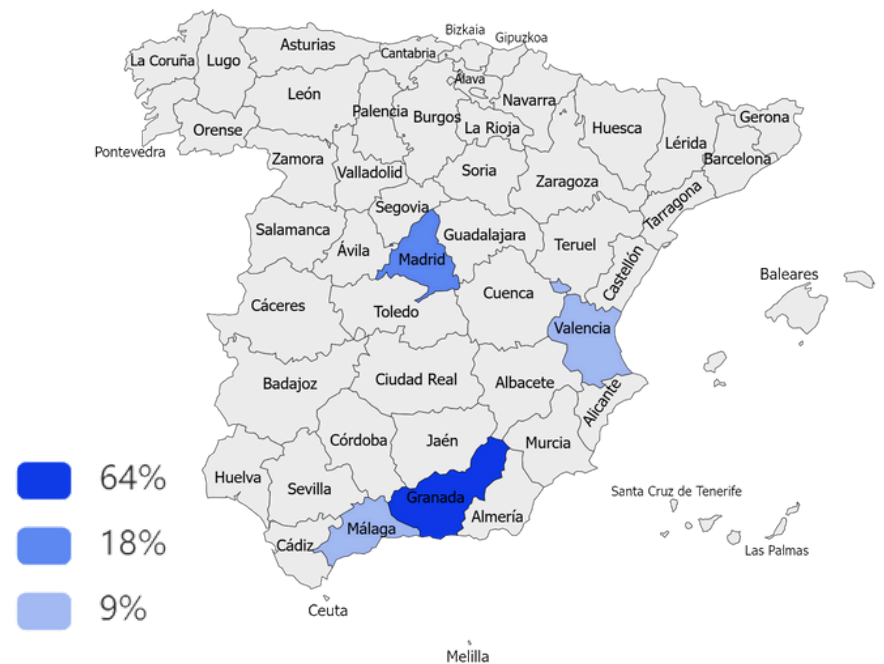 Bizkaia
Gipuzkoa
Asturias
Cantabria
La Coruña
Lugo
Álava
León
Navarra
Palencia
Burgos
La Rioja
Huesca
Gerona
Orense
Lérida
Pontevedra
Barcelona
Zamora
Valladolid
Soria
Zaragoza
Tarragona
Segovia
Salamanca
Ávila
Guadalajara
Teruel
Madrid
Castellón
Baleares
Cáceres
Cuenca
Toledo
Valencia
Badajoz
Ciudad Real
Albacete
Alicante
Córdoba
Jaén
Murcia
Huelva
Sevilla
Granada
Almería
Málaga
Cádiz
Santa Cruz de Tenerife
Las Palmas
Ceuta
Melilla
64%
18%
9%